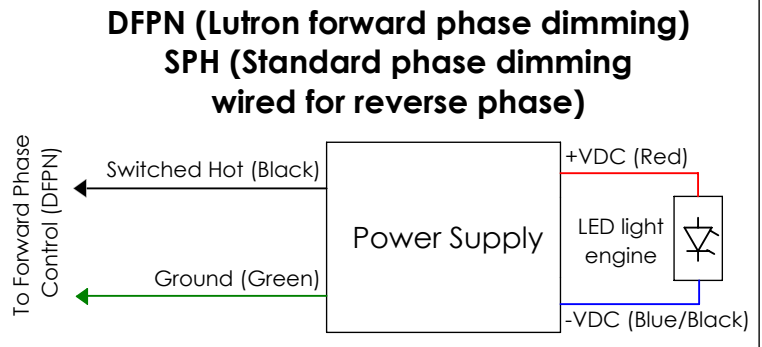 DFPN (Lutron forward phase dimming)
SPH (Standard phase dimming
wired for reverse phase)
To Forward Phase
Control (DFPN)
Switched Hot (Black)
Ground (Green)
Power Supply
+VDC (Red)
LED light
engine
-VDC (Blue/Black)